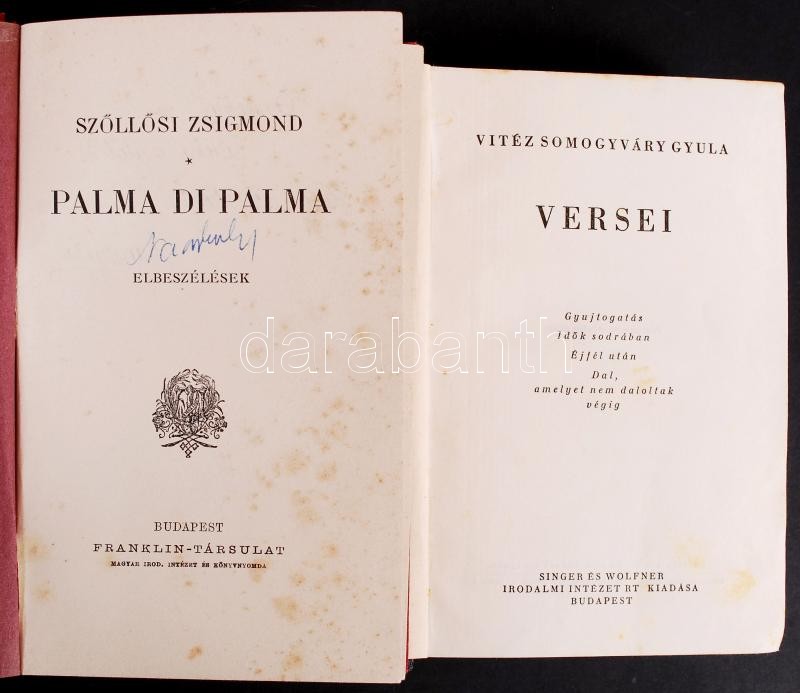 SZŐLLŐSI ZSIGMOND
*
PALMA DI PALMA
ELBESZÉLÉSEK
BUDAPEST
FRANKLIN-TÁRSULAT
MAGYAR IROD. INTÉZET ÉS KÖNYVNYOMDA
VITÉZ SOMOGYVÁRY GYULA
VERSEI
Gyujtogatás
Idők sodrában
Éjfél után
Dal,
amelyet nem daloltak
végig
SINGER ÉS WOLFNER
IRODALMI INTÉZET RT KIADÁSA
BUDAPEST
darabanth